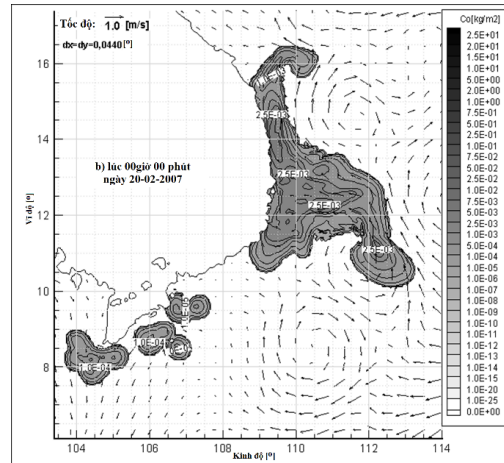 Tốc độ: 1.0 [m/s]
dx=dy=0,0440[°]
b) lúc 00giờ 00 phút
ngày 20-02-2007
Vĩ độ [°]
16
14
12
10
8
1.0E-03
2.5E-03
2.5E-03
2.5E-03
2.5E-03
1.0E-05
1.0E-04
104
105
106
107
108
109
110
111
112
113
114
Kinh độ [°]
Co[kg/m2]
2.5E+01
2.0E+01
1.5E+01
1.0E+01
2.0E+00
1.0E+00
7.5E-01
5.0E-01
2.5E-01
1.0E-01
7.5E-02
5.0E-02
2.5E-02
1.0E-02
7.5E-03
5.0E-03
2.5E-03
1.0E-03
5.0E-04
1.0E-04
1.0E-05
1.0E-06
1.0E-07
1.0E-08
1.0E-09
1.0E-10
1.0E-11
1.0E-12
1.0E-13
1.0E-14
1.0E-15
1.0E-20
1.0E-25
0.0E+00